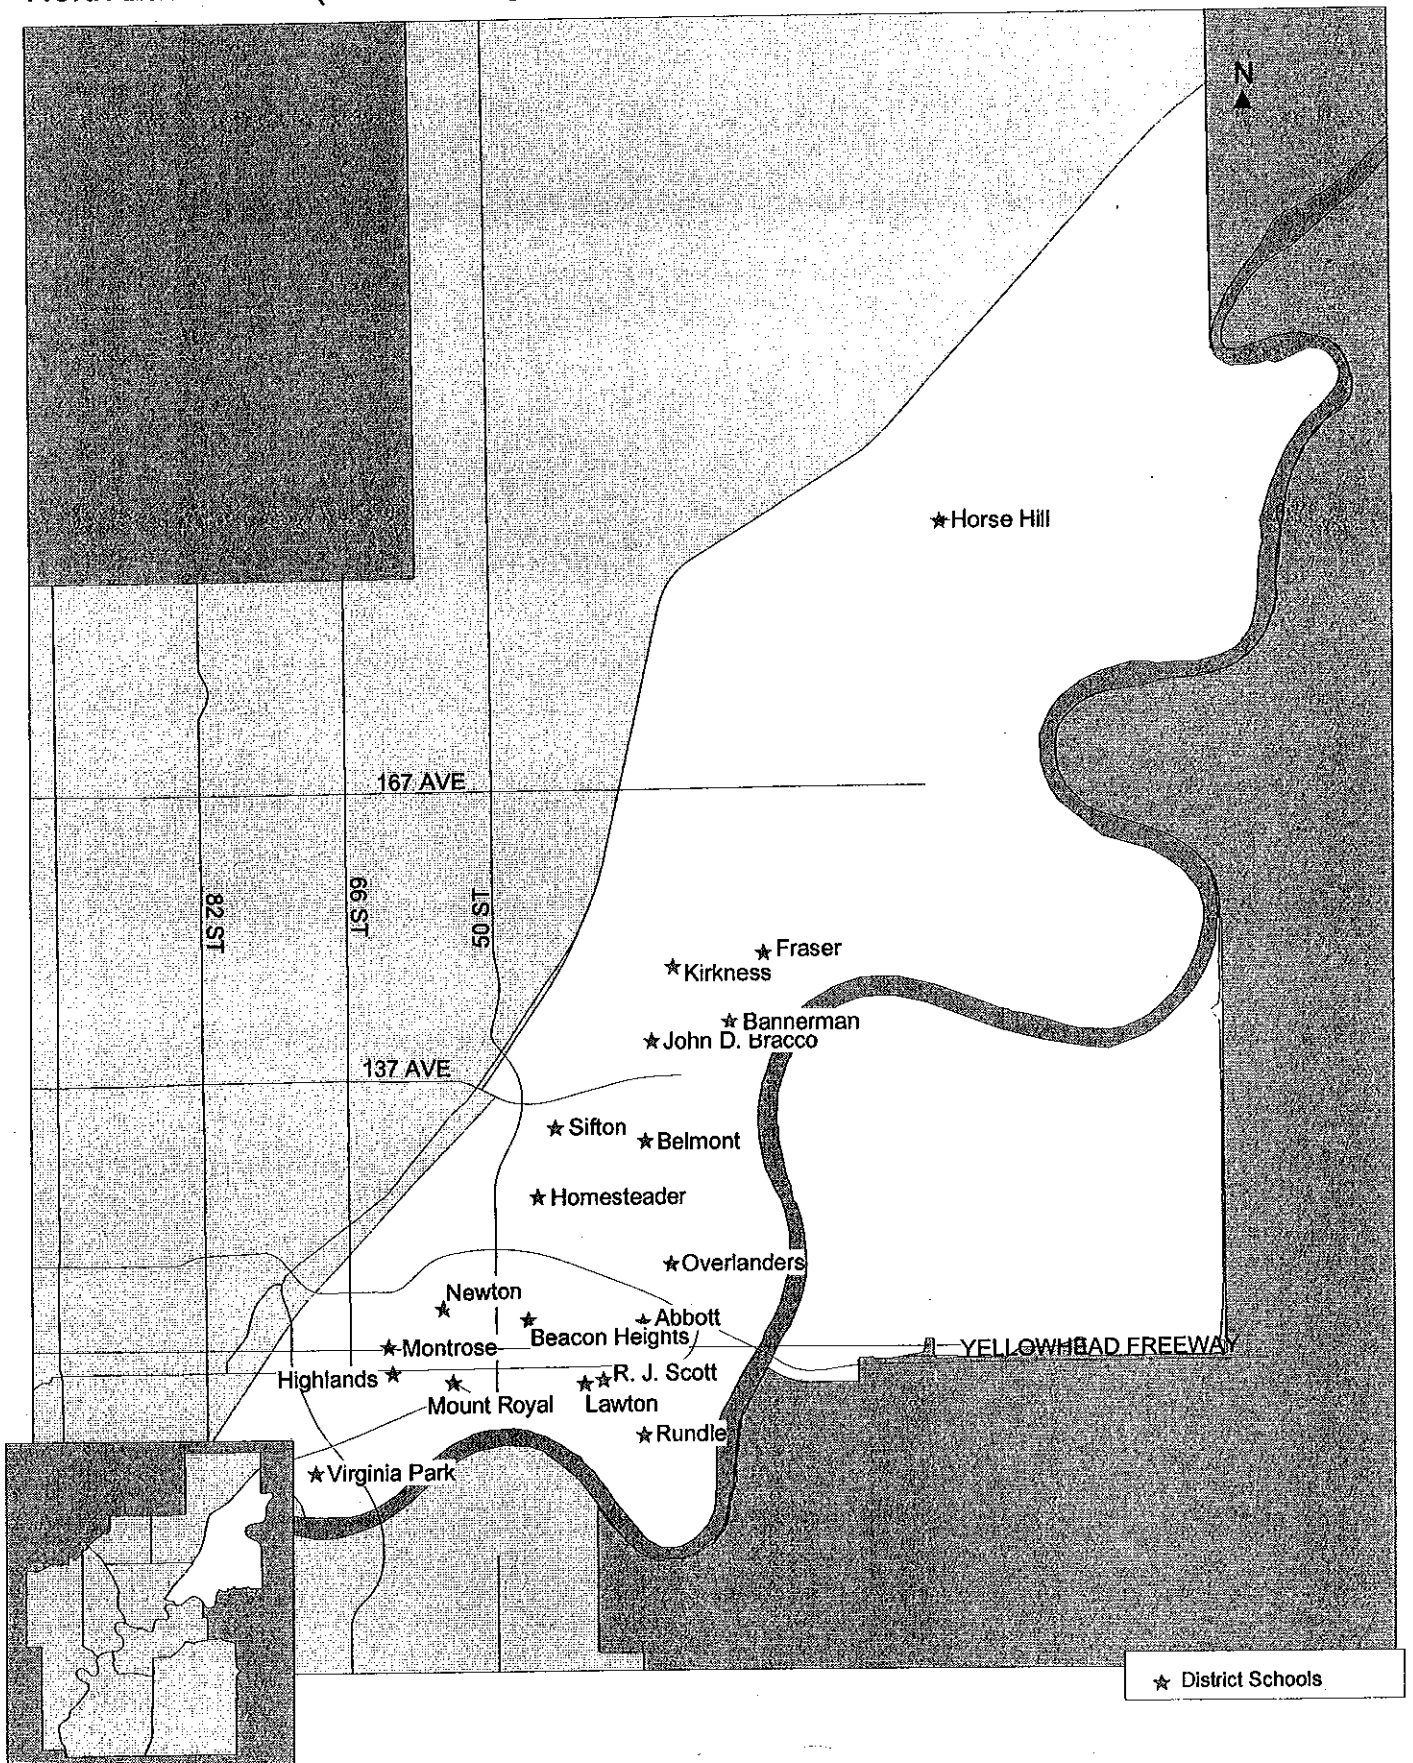 N
Horse Hill
167 AVE
82 ST
66 ST
50 ST
Fraser
Kirkness
Bannerman
John D. Bracco
137 AVE
Sifton
Belmont
Homesteader
Overlanders
Newton
Abbott
Beacon Heights
Montrose
YELLOWHEAD FREEWAY
Highlands
R. J. Scott
Mount Royal
Lawton
Rundle
Virginia Park
District Schools